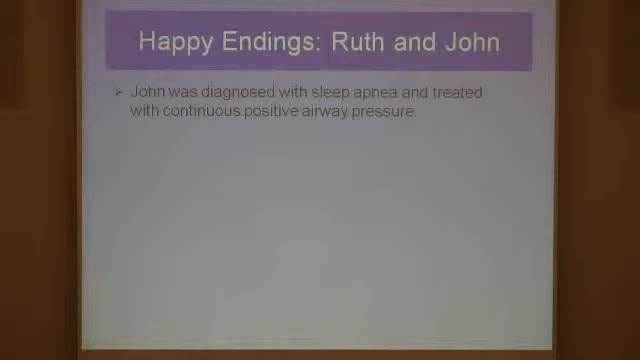 Happy Endings: Ruth and John
➢ John was diagnosed with sleep apnea and treated
with continuous positive airway pressure.